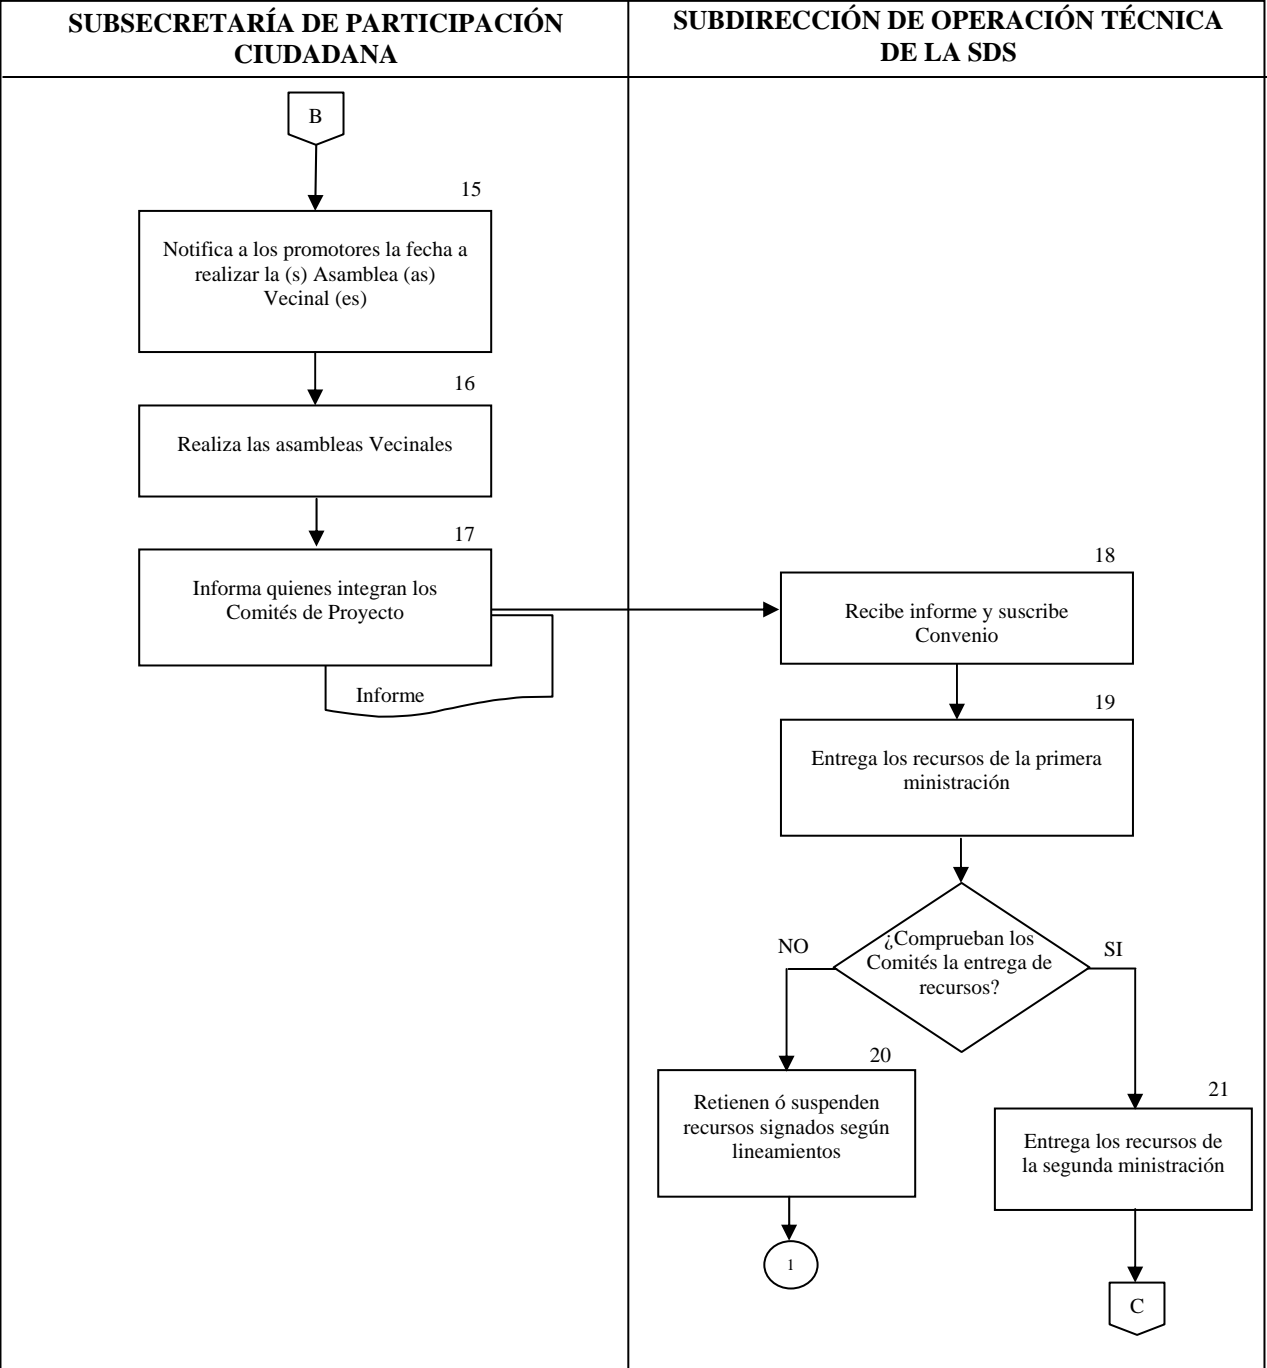 SUBSECRETARÍA DE PARTICIPACIÓN
CIUDADANA
SUBDIRECCIÓN DE OPERACIÓN TÉCNICA
DE LA SDS
B
15
Notifica a los promotores la fecha a
realizar la (s) Asamblea (as)
Vecinal (es)
16
Realiza las asambleas Vecinales
17
Informa quienes integran los
Comités de Proyecto
Informe
18
Recibe informe y suscribe
Convenio
19
Entrega los recursos de la primera
ministración
¿Comprueban los
Comités la entrega de
recursos?
NO
SI
20
Retienen ó suspenden
recursos signados según
lineamientos
1
21
Entrega los recursos de
la segunda ministración
C